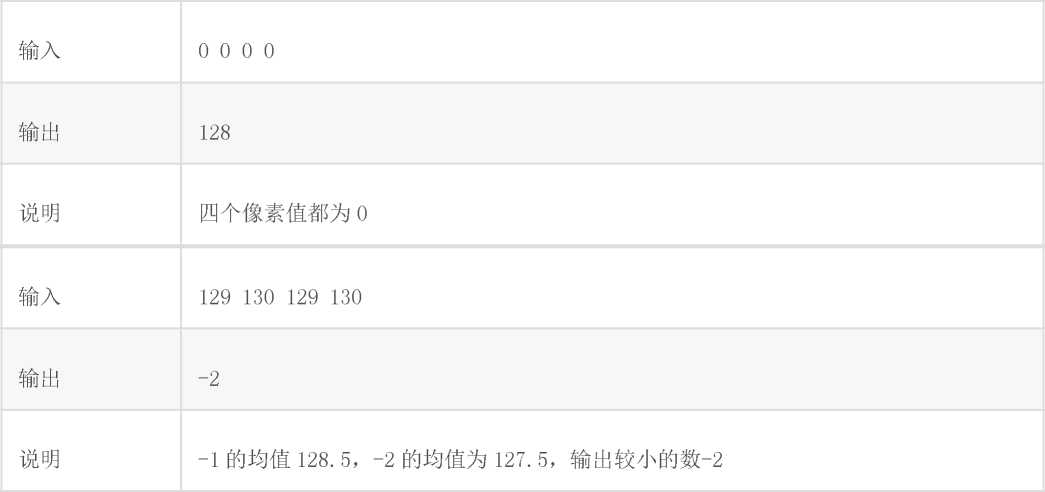 输入 0 0 0 0
输出 128
说明 四个像素值都为 0
输入 129 130 129 130
输出 -2
说明 -1 的均值 128.5，-2 的均值为 127.5，输出较小的数-2